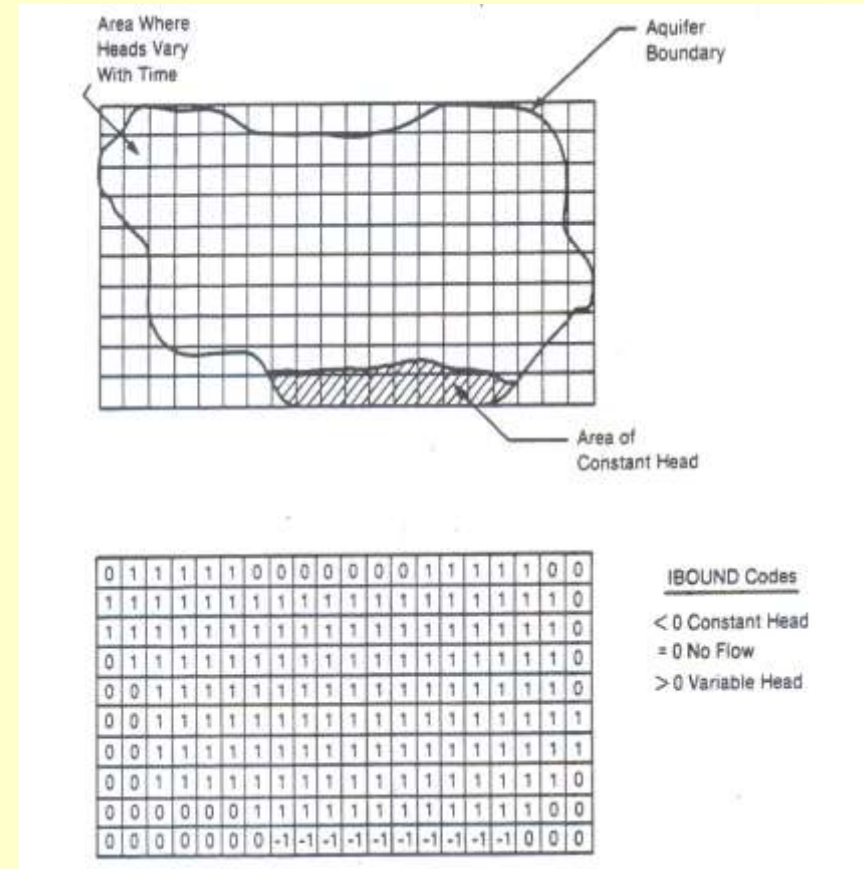 Area Where
Heads Vary
With Time
Aquifer
Boundary
Area of
Constant Head
0 1 1 1 1 1 0 0 0 0 0 0 0 1 1 1 1 1 0 0
1 1 1 1 1 1 1 1 1 1 1 1 1 1 1 1 1 1 1 0
1 1 1 1 1 1 1 1 1 1 1 1 1 1 1 1 1 1 1 0
0 1 1 1 1 1 1 1 1 1 1 1 1 1 1 1 1 1 1 0
0 0 1 1 1 1 1 1 1 1 1 1 1 1 1 1 1 1 1 0
0 0 1 1 1 1 1 1 1 1 1 1 1 1 1 1 1 1 1 1
0 0 1 1 1 1 1 1 1 1 1 1 1 1 1 1 1 1 1 1
0 0 1 1 1 1 1 1 1 1 1 1 1 1 1 1 1 1 1 0
0 0 0 0 0 0 1 1 1 1 1 1 1 1 1 1 1 1 0 0
0 0 0 0 0 0 0 -1 -1 -1 -1 -1 -1 -1 -1 -1 -1 0 0 0
IBOUND Codes
< 0 Constant Head
= 0 No Flow
> 0 Variable Head